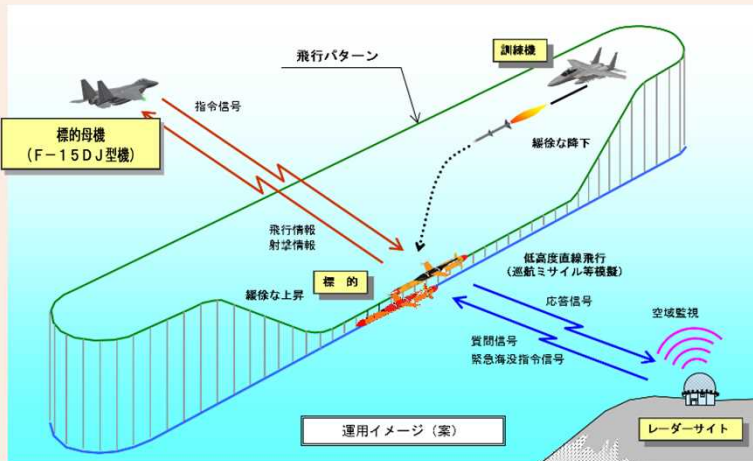 飛行パターン
訓練機
指令信号
標的母機
（F－15DJ型機）
緩徐な降下
飛行情報
射撃情報
標 的
低高度直線飛行
（巡航ミサイル等模擬）
緩徐な上昇
応答信号
空域監視
質問信号
緊急海没指令信号
運用イメージ（案）
レーダーサイト